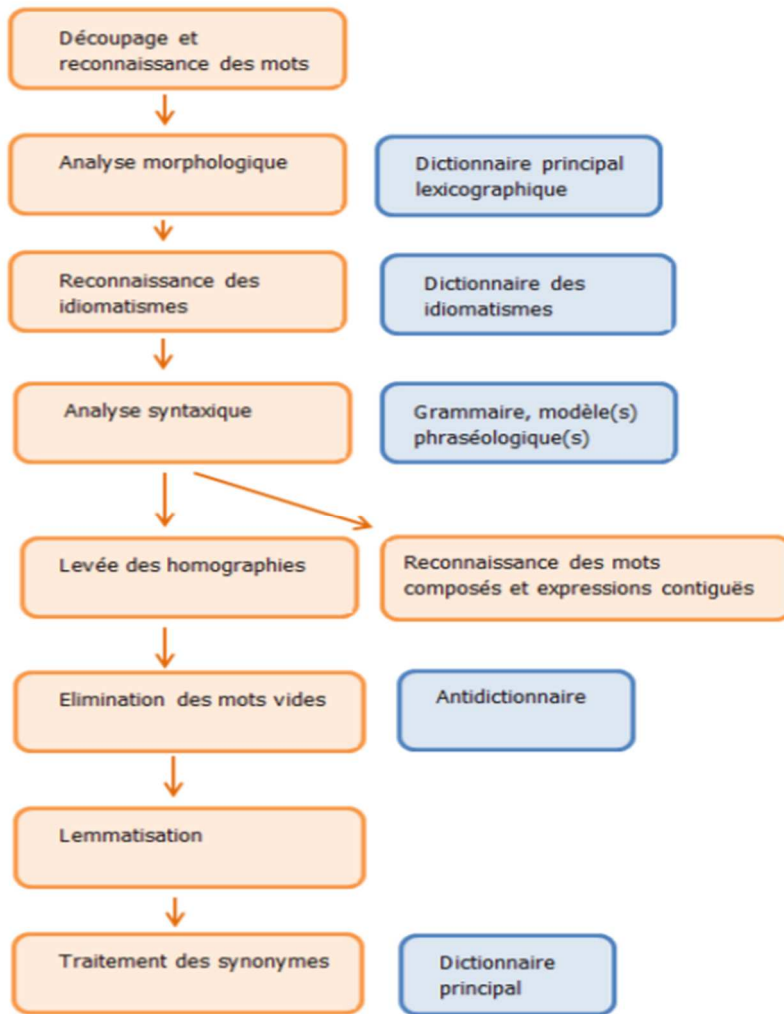 Découpage et
reconnaissance des mots
Analyse morphologique
Dictionnaire principal
lexicographique
Reconnaissance des
idiomatismes
Dictionnaire des
idiomatismes
Analyse syntaxique
Grammaire, modèle(s)
phraséologique(s)
Levée des homographies
Reconnaissance des mots
composés et expressions contiguës
Elimination des mots vides
Antidictionnaire
Lemmatisation
Traitement des synonymes
Dictionnaire
principal